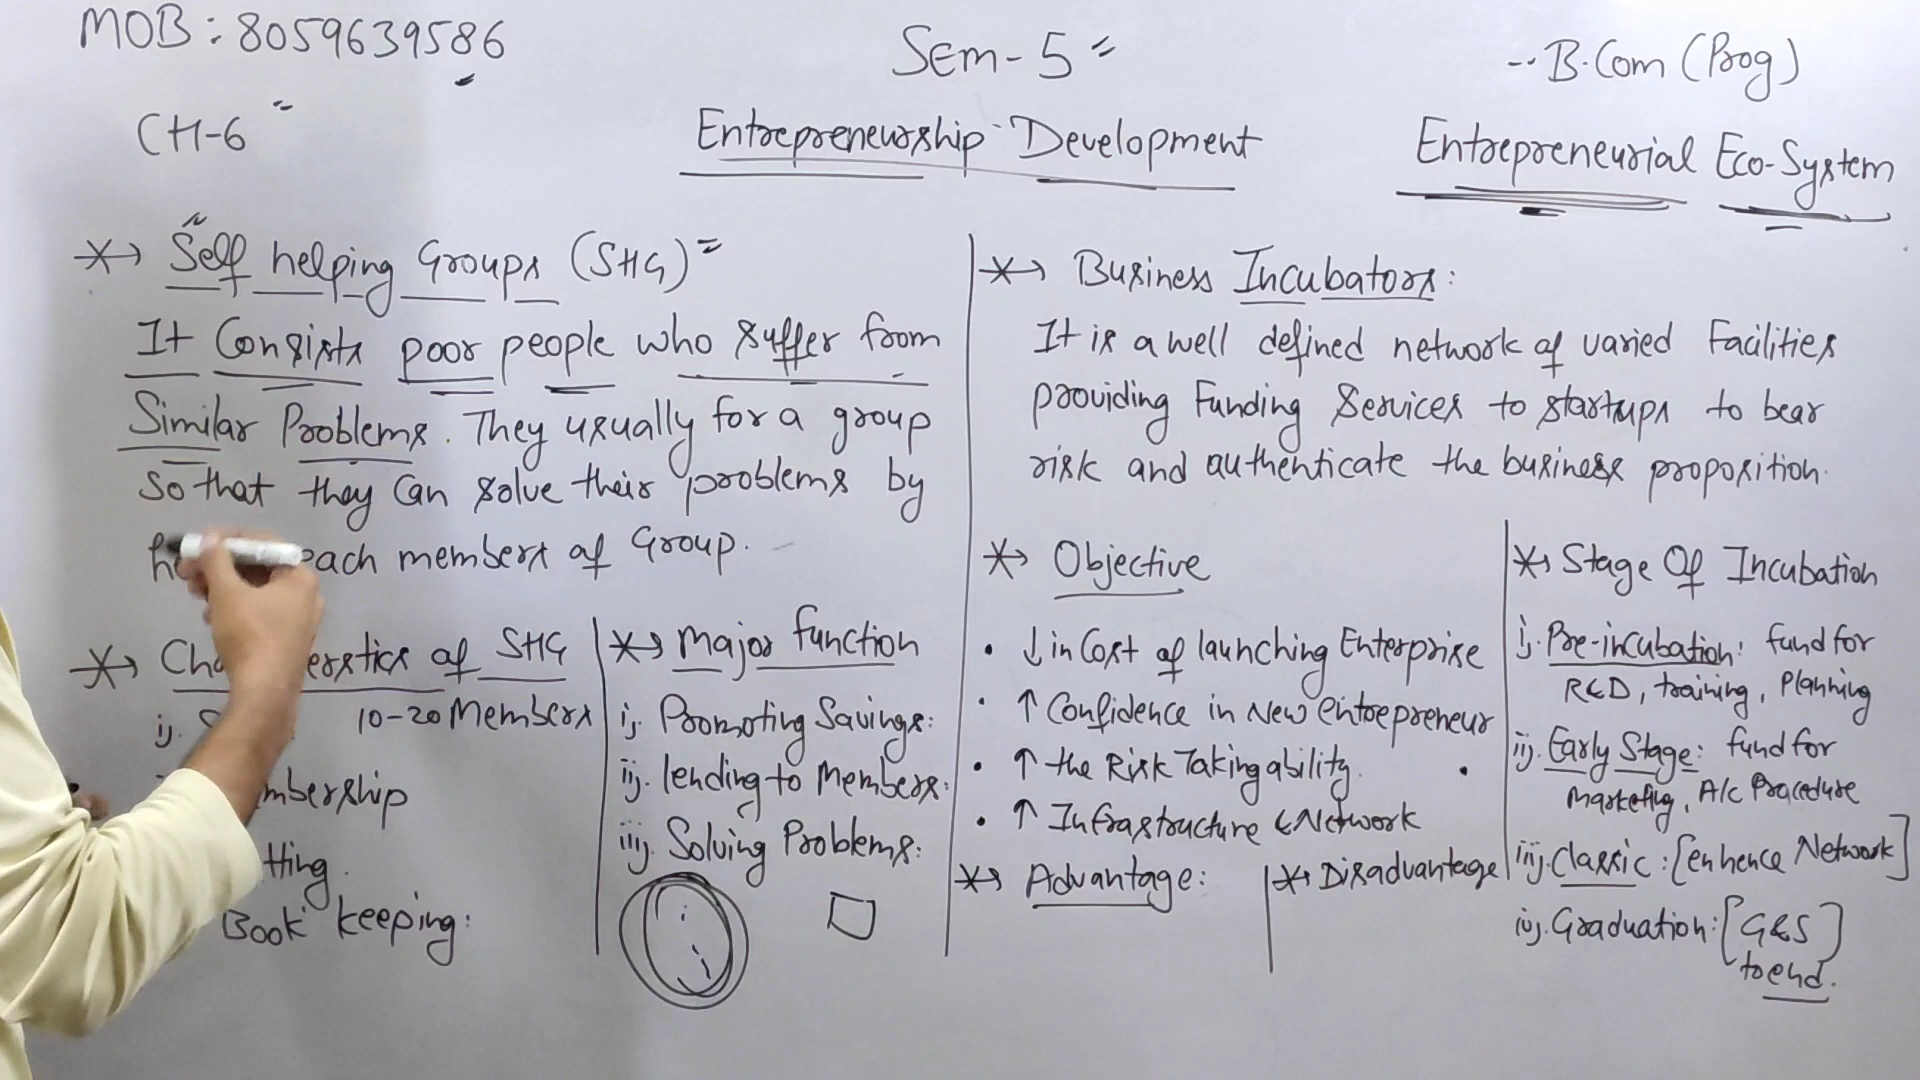 MOB: 8059639586
Sem-5
B.Com (Prog)
CH-6
Entrepreneurship Development
Entrepreneurial Eco-System
Self helping Groups (SHG)
It Consists poor people who suffer from
Similar Problems. They usually for a group
so that they can solve their problems by
each members of Group.
Characterstics of SHG
i). 10-20 Members
mbership
tting.
Book keeping:
Major function
i). Promoting Savings:
ii). lending to Members:
iii). Solving Problems:
Business Incubators:
It is a well defined network of varied Facilities
providing Funding Services to startups to bear
risk and authenticate the business proposition.
Objective
• ↓ in Cost of launching Enterprise
• ↑ Confidence in New entrepreneur
• ↑ the Risk Taking ability.
• ↑ Infrastructure & Network
Advantage:
Disadvantage
Stage Of Incubation
i). Pre-incubation: fund for
R&D, training, Planning
ii). Early Stage: fund for
Marketing, A/c Procedure
iii). Classic: [enhence Network]
iv). Graduation: [G&S]
to end.